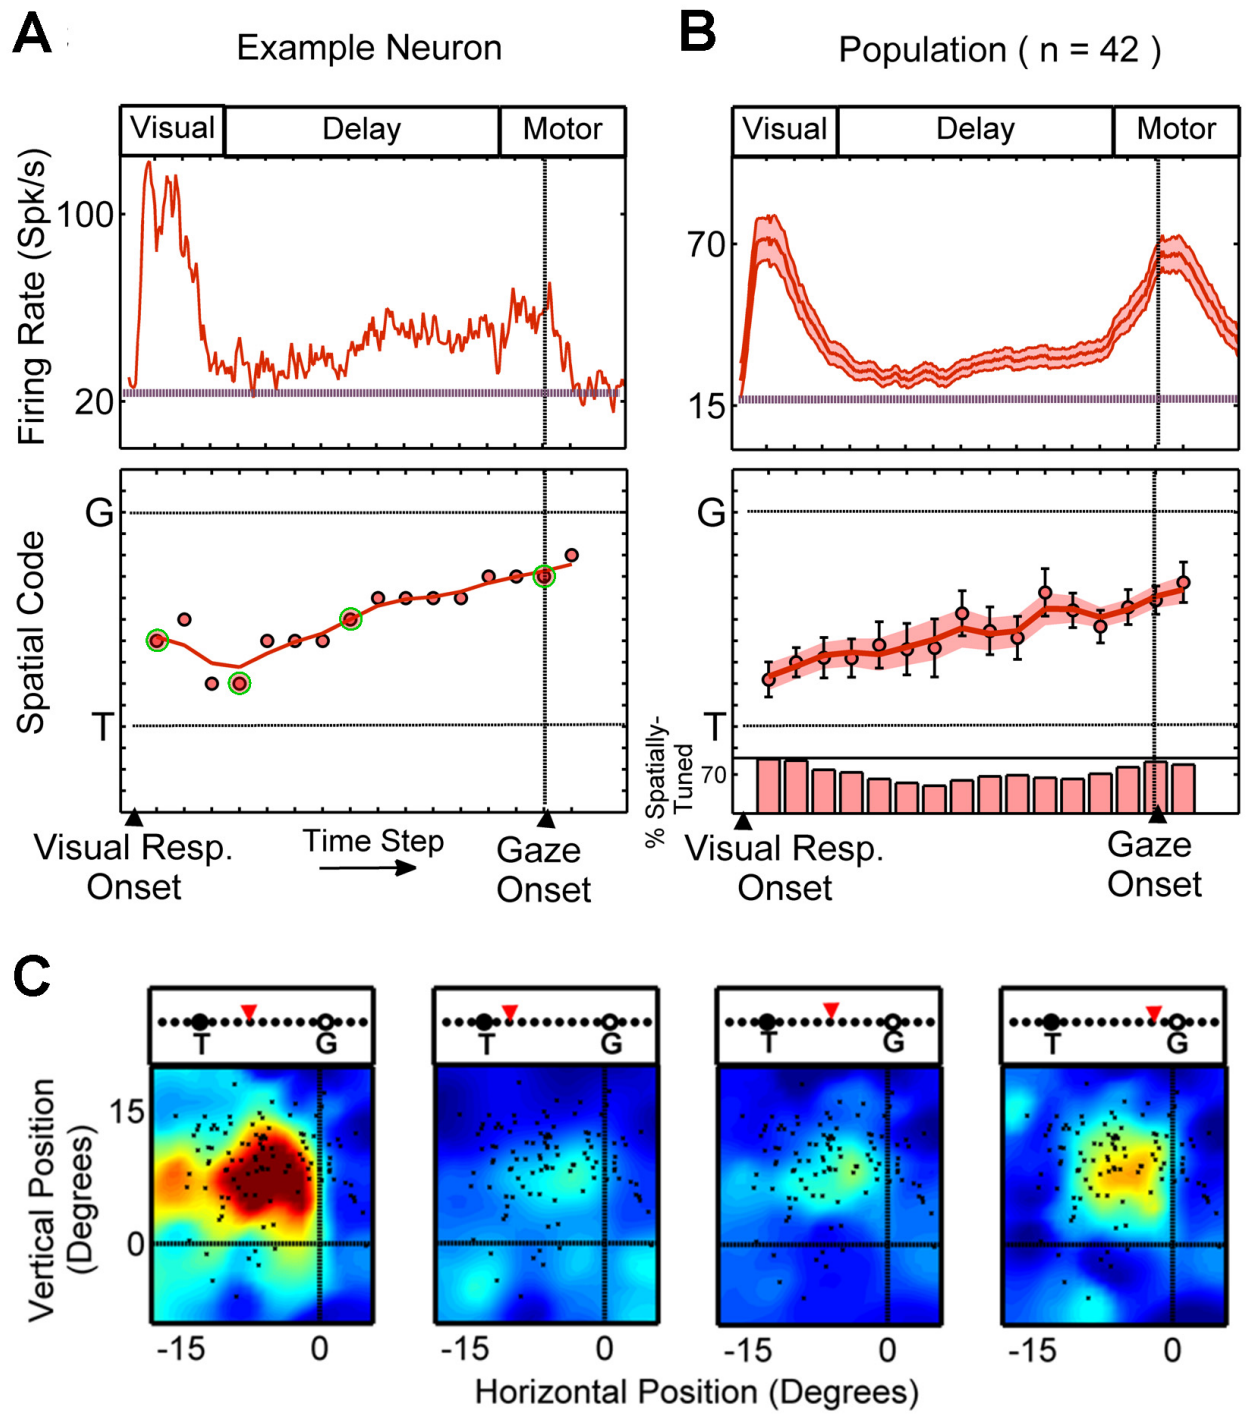 A
Example Neuron
B
Population ( n = 42 )
Visual
Delay
Motor
Visual
Delay
Motor
Firing Rate (Spk/s)
100
20
70
15
Spatial Code
G
T
G
T
% Spatially-
Tuned
70
Visual Resp.
Onset
Time Step
Gaze
Onset
Visual Resp.
Onset
Gaze
Onset
C
T G
T G
T G
T G
Vertical Position
(Degrees)
15
0
-15 0
-15 0
-15 0
-15 0
Horizontal Position (Degrees)